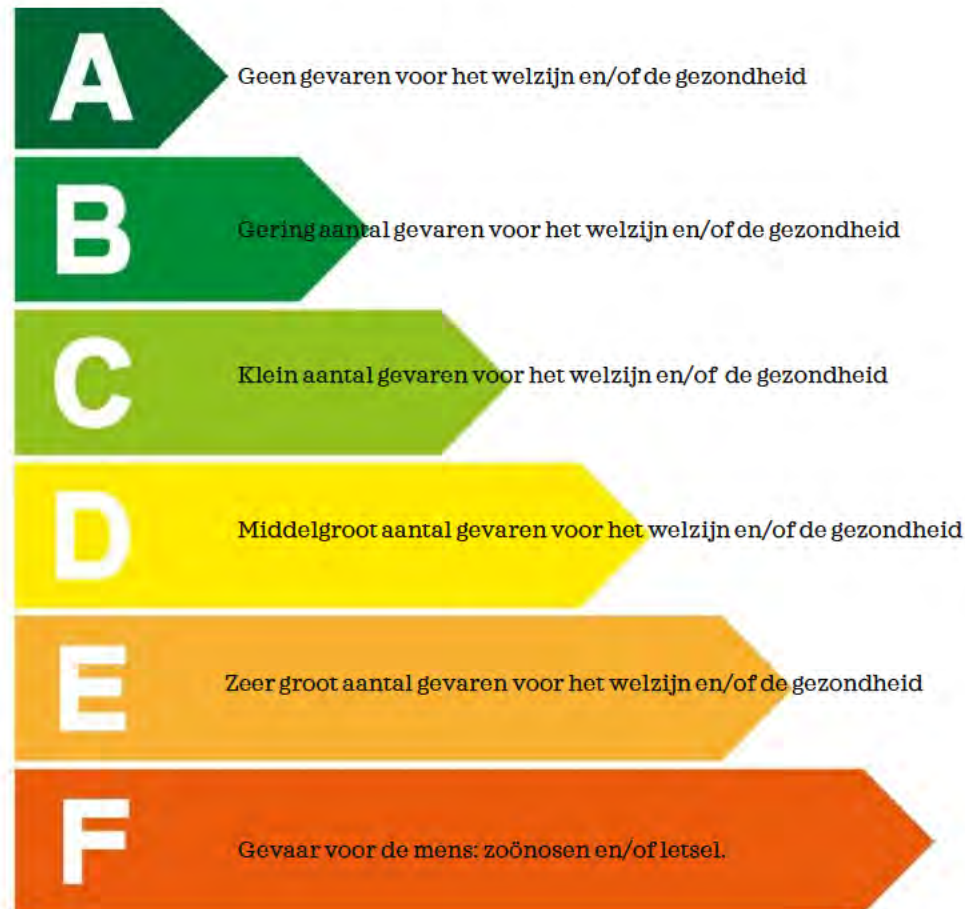 A
Geen gevaren voor het welzijn en/of de gezondheid
B
Gering aantal gevaren voor het welzijn en/of de gezondheid
C
Klein aantal gevaren voor het welzijn en/of de gezondheid
D
Middelgroot aantal gevaren voor het welzijn en/of de gezondheid
E
Zeer groot aantal gevaren voor het welzijn en/of de gezondheid
F
Gevaar voor de mens: zoönosen en/of letsel.